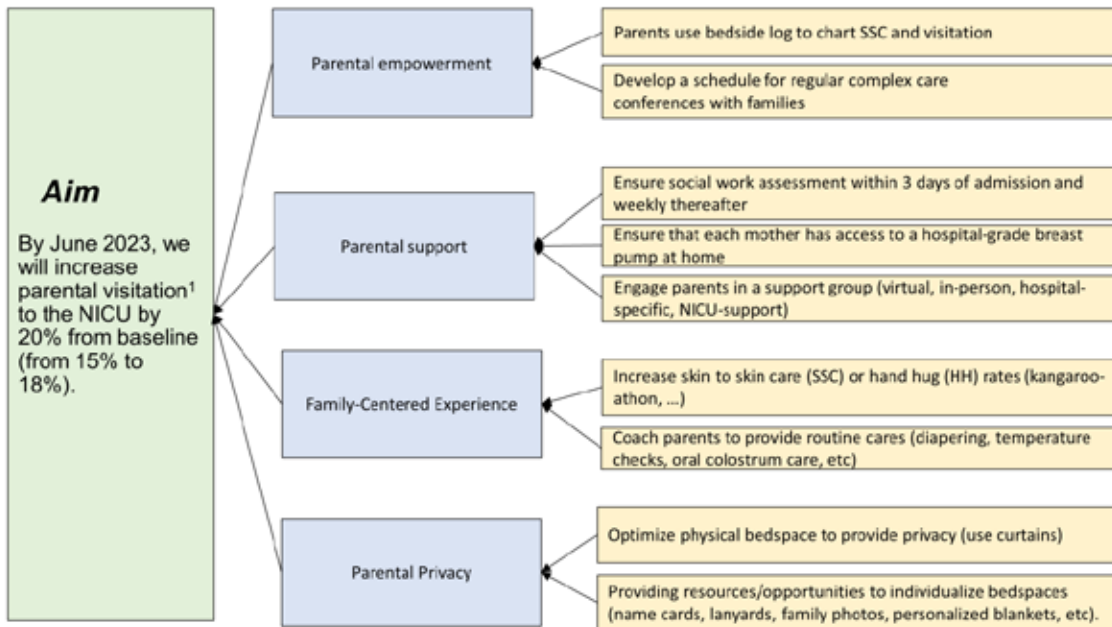 Aim
By June 2023, we
will increase
parental visitation¹
to the NICU by
20% from baseline
(from 15% to
18%).
Parental empowerment
Parents use bedside log to chart SSC and visitation
Develop a schedule for regular complex care
conferences with families
Parental support
Ensure social work assessment within 3 days of admission and
weekly thereafter
Ensure that each mother has access to a hospital-grade breast
pump at home
Engage parents in a support group (virtual, in-person, hospital-
specific, NICU-support)
Family-Centered Experience
Increase skin to skin care (SSC) or hand hug (HH) rates (kangaroo-
athon, ...)
Coach parents to provide routine cares (diapering, temperature
checks, oral colostrum care, etc)
Parental Privacy
Optimize physical bedspace to provide privacy (use curtains)
Providing resources/opportunities to individualize bedspaces
(name cards, lanyards, family photos, personalized blankets, etc).